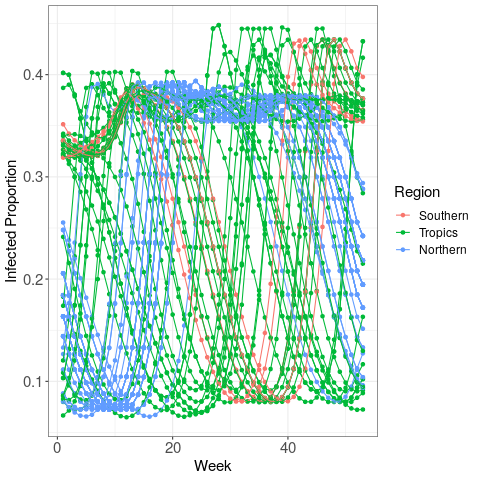 0.4
0.3
0.2
0.1
Infected Proportion
0
20
40
Week
Region
Southern
Tropics
Northern